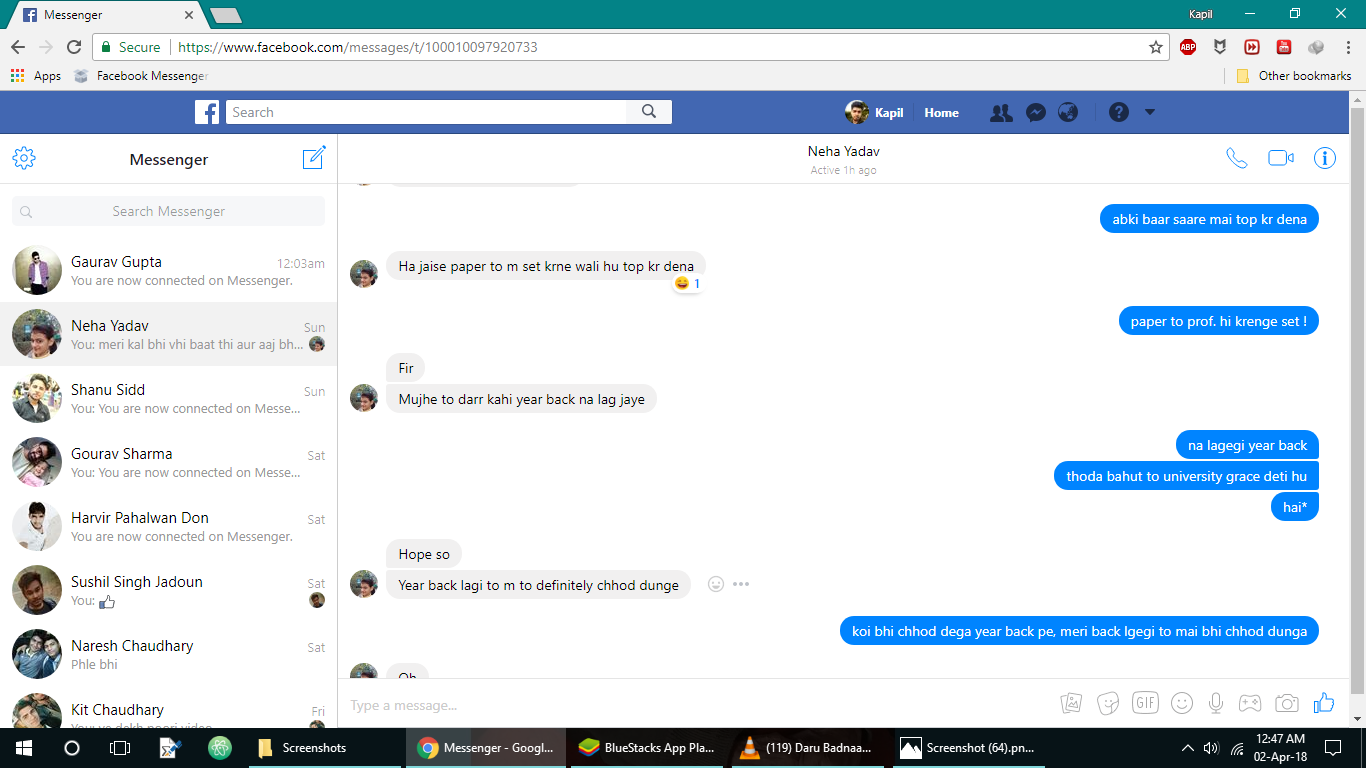 Messenger
Kapil
Secure
https://www.facebook.com/messages/t/100010097920733
ABP
Apps
Facebook Messenger
Other bookmarks
Search
Kapil
Home
Messenger
Search Messenger
Gaurav Gupta
12:03am
You are now connected on Messenger.
Neha Yadav
Sun
You: meri kal bhi vhi baat thi aur aaj bh...
Shanu Sidd
Sun
You: You are now connected on Messe...
Gourav Sharma
Sat
You: You are now connected on Messe...
Harvir Pahalwan Don
Sat
You are now connected on Messenger.
Sushil Singh Jadoun
Sat
You:
Naresh Chaudhary
Sat
Phle bhi
Kit Chaudhary
Fri
You: ye dekh poori video
Neha Yadav
Active 1h ago
abki baar saare mai top kr dena
Ha jaise paper to m set krne wali hu top kr dena
1
paper to prof. hi krenge set !
Fir
Mujhe to darr kahi year back na lag jaye
na lagegi year back
thoda bahut to university grace deti hu
hai*
Hope so
Year back lagi to m to definitely chhod dunge
koi bhi chhod dega year back pe, meri back lgegi to mai bhi chhod dunga
Oh
Type a message...
GIF
Screenshots
Messenger - Googl...
BlueStacks App Pla...
(119) Daru Badnaa...
Screenshot (64).pn...
12:47 AM
02-Apr-18